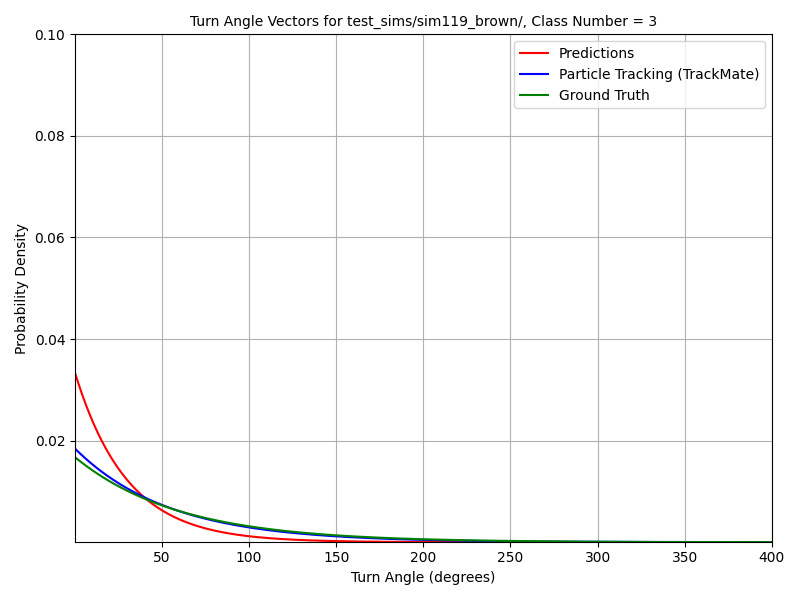 Turn Angle Vectors for test_sims/sim119_brown/, Class Number = 3
Predictions
Particle Tracking (TrackMate)
Ground Truth
Probability Density
0.10
0.08
0.06
0.04
0.02
50 100 150 200 250 300 350 400
Turn Angle (degrees)